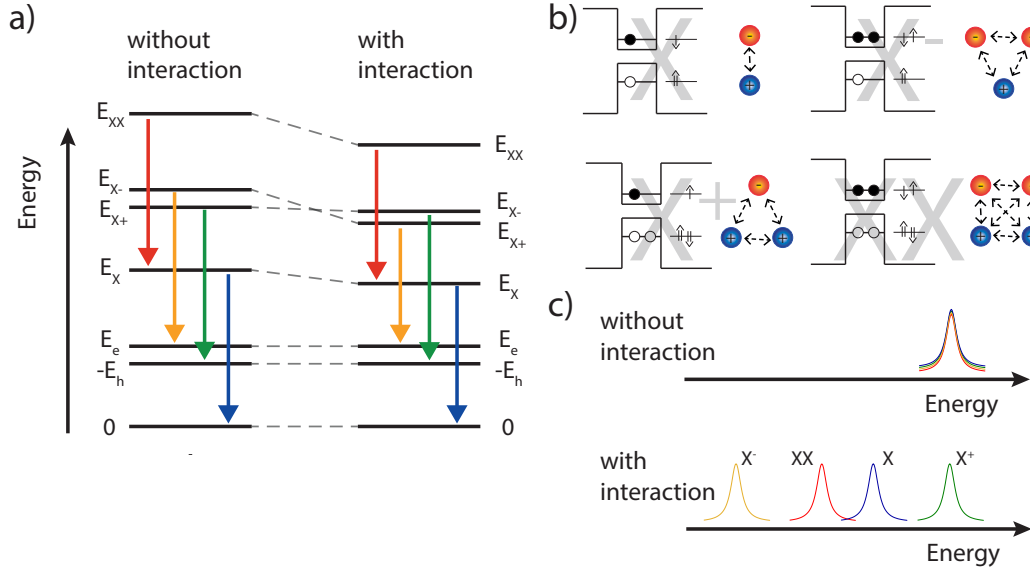 a)
without
interaction
with
interaction
Energy
E_XX
E_X-
E_X+
E_X
E_e
-E_h
0
E_XX
E_X-
E_X+
E_X
E_e
-E_h
0
b)
X
-
+
X-
-
-
+
X+
-
+
+
XX
-
-
+
+
c)
without
interaction
Energy
with
interaction
X⁻
XX
X
X⁺
Energy